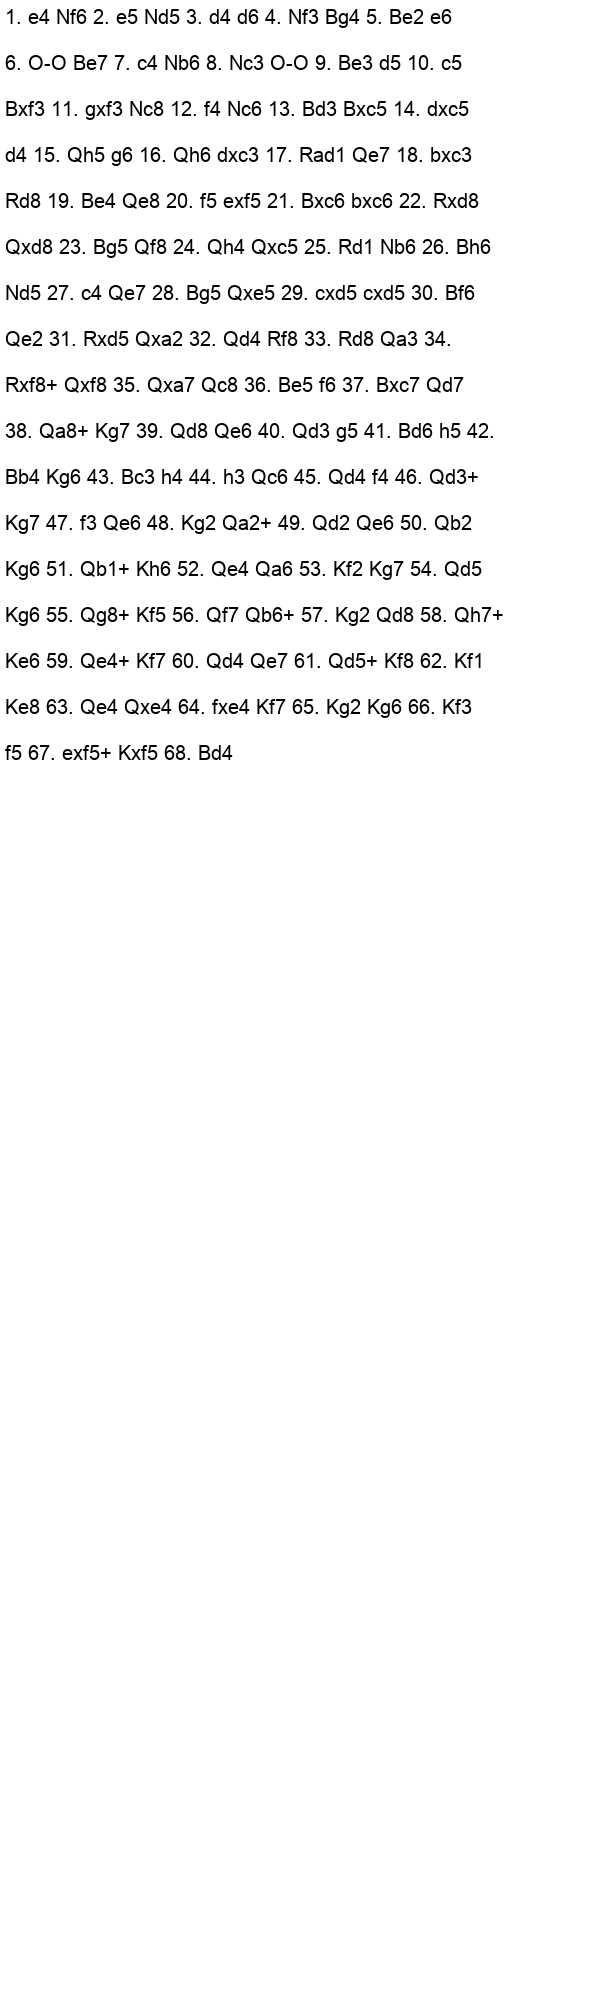 1. e4 Nf6 2. e5 Nd5 3. d4 d6 4. Nf3 Bg4 5. Be2 e6
6. O-O Be7 7. c4 Nb6 8. Nc3 O-O 9. Be3 d5 10. c5
Bxf3 11. gxf3 Nc8 12. f4 Nc6 13. Bd3 Bxc5 14. dxc5
d4 15. Qh5 g6 16. Qh6 dxc3 17. Rad1 Qe7 18. bxc3
Rd8 19. Be4 Qe8 20. f5 exf5 21. Bxc6 bxc6 22. Rxd8
Qxd8 23. Bg5 Qf8 24. Qh4 Qxc5 25. Rd1 Nb6 26. Bh6
Nd5 27. c4 Qe7 28. Bg5 Qxe5 29. cxd5 cxd5 30. Bf6
Qe2 31. Rxd5 Qxa2 32. Qd4 Rf8 33. Rd8 Qa3 34.
Rxf8+ Qxf8 35. Qxa7 Qc8 36. Be5 f6 37. Bxc7 Qd7
38. Qa8+ Kg7 39. Qd8 Qe6 40. Qd3 g5 41. Bd6 h5 42.
Bb4 Kg6 43. Bc3 h4 44. h3 Qc6 45. Qd4 f4 46. Qd3+
Kg7 47. f3 Qe6 48. Kg2 Qa2+ 49. Qd2 Qe6 50. Qb2
Kg6 51. Qb1+ Kh6 52. Qe4 Qa6 53. Kf2 Kg7 54. Qd5
Kg6 55. Qg8+ Kf5 56. Qf7 Qb6+ 57. Kg2 Qd8 58. Qh7+
Ke6 59. Qe4+ Kf7 60. Qd4 Qe7 61. Qd5+ Kf8 62. Kf1
Ke8 63. Qe4 Qxe4 64. fxe4 Kf7 65. Kg2 Kg6 66. Kf3
f5 67. exf5+ Kxf5 68. Bd4